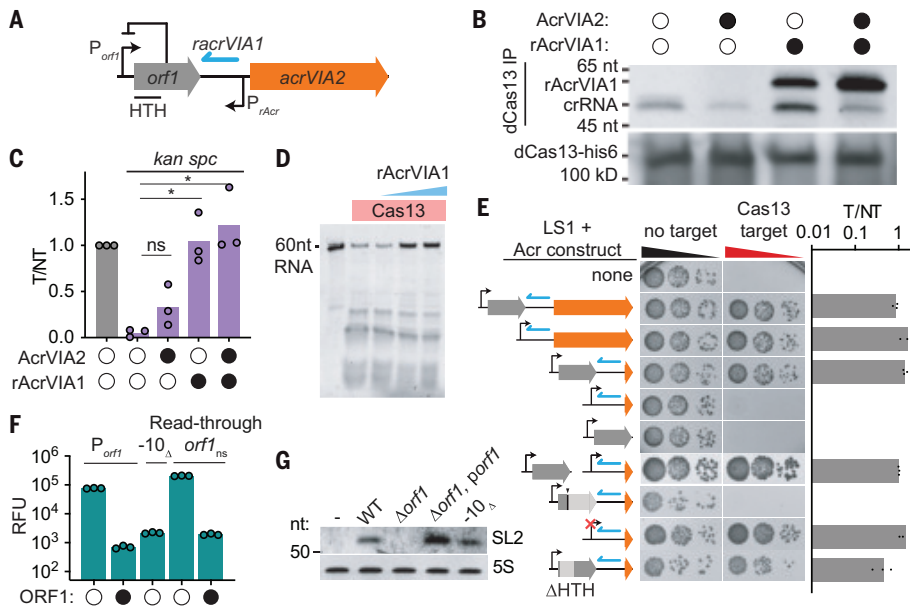 A
P orf1
racrVIA1
orf1
acrVIA2
HTH
P rAcr
B
AcrVIA2:
rAcrVIA1:
dCas13 IP
65 nt
rAcrVIA1
crRNA
45 nt
dCas13-his6
100 kD
C
kan spc
*
*
ns
T/NT
1.5
1.0
0.5
0.0
AcrVIA2
rAcrVIA1
D
rAcrVIA1
Cas13
60nt
RNA
E
LS1 +
Acr construct
no target
Cas13
target
T/NT
0.01 0.1 1
none
ΔHTH
F
Read-through
P orf1 -10Δ orf1 ns
RFU
10^6
10^5
10^4
10^3
10^2
ORF1:
G
- WT Δorf1 Δorf1, porf1 -10Δ
nt:
50
SL2
5S